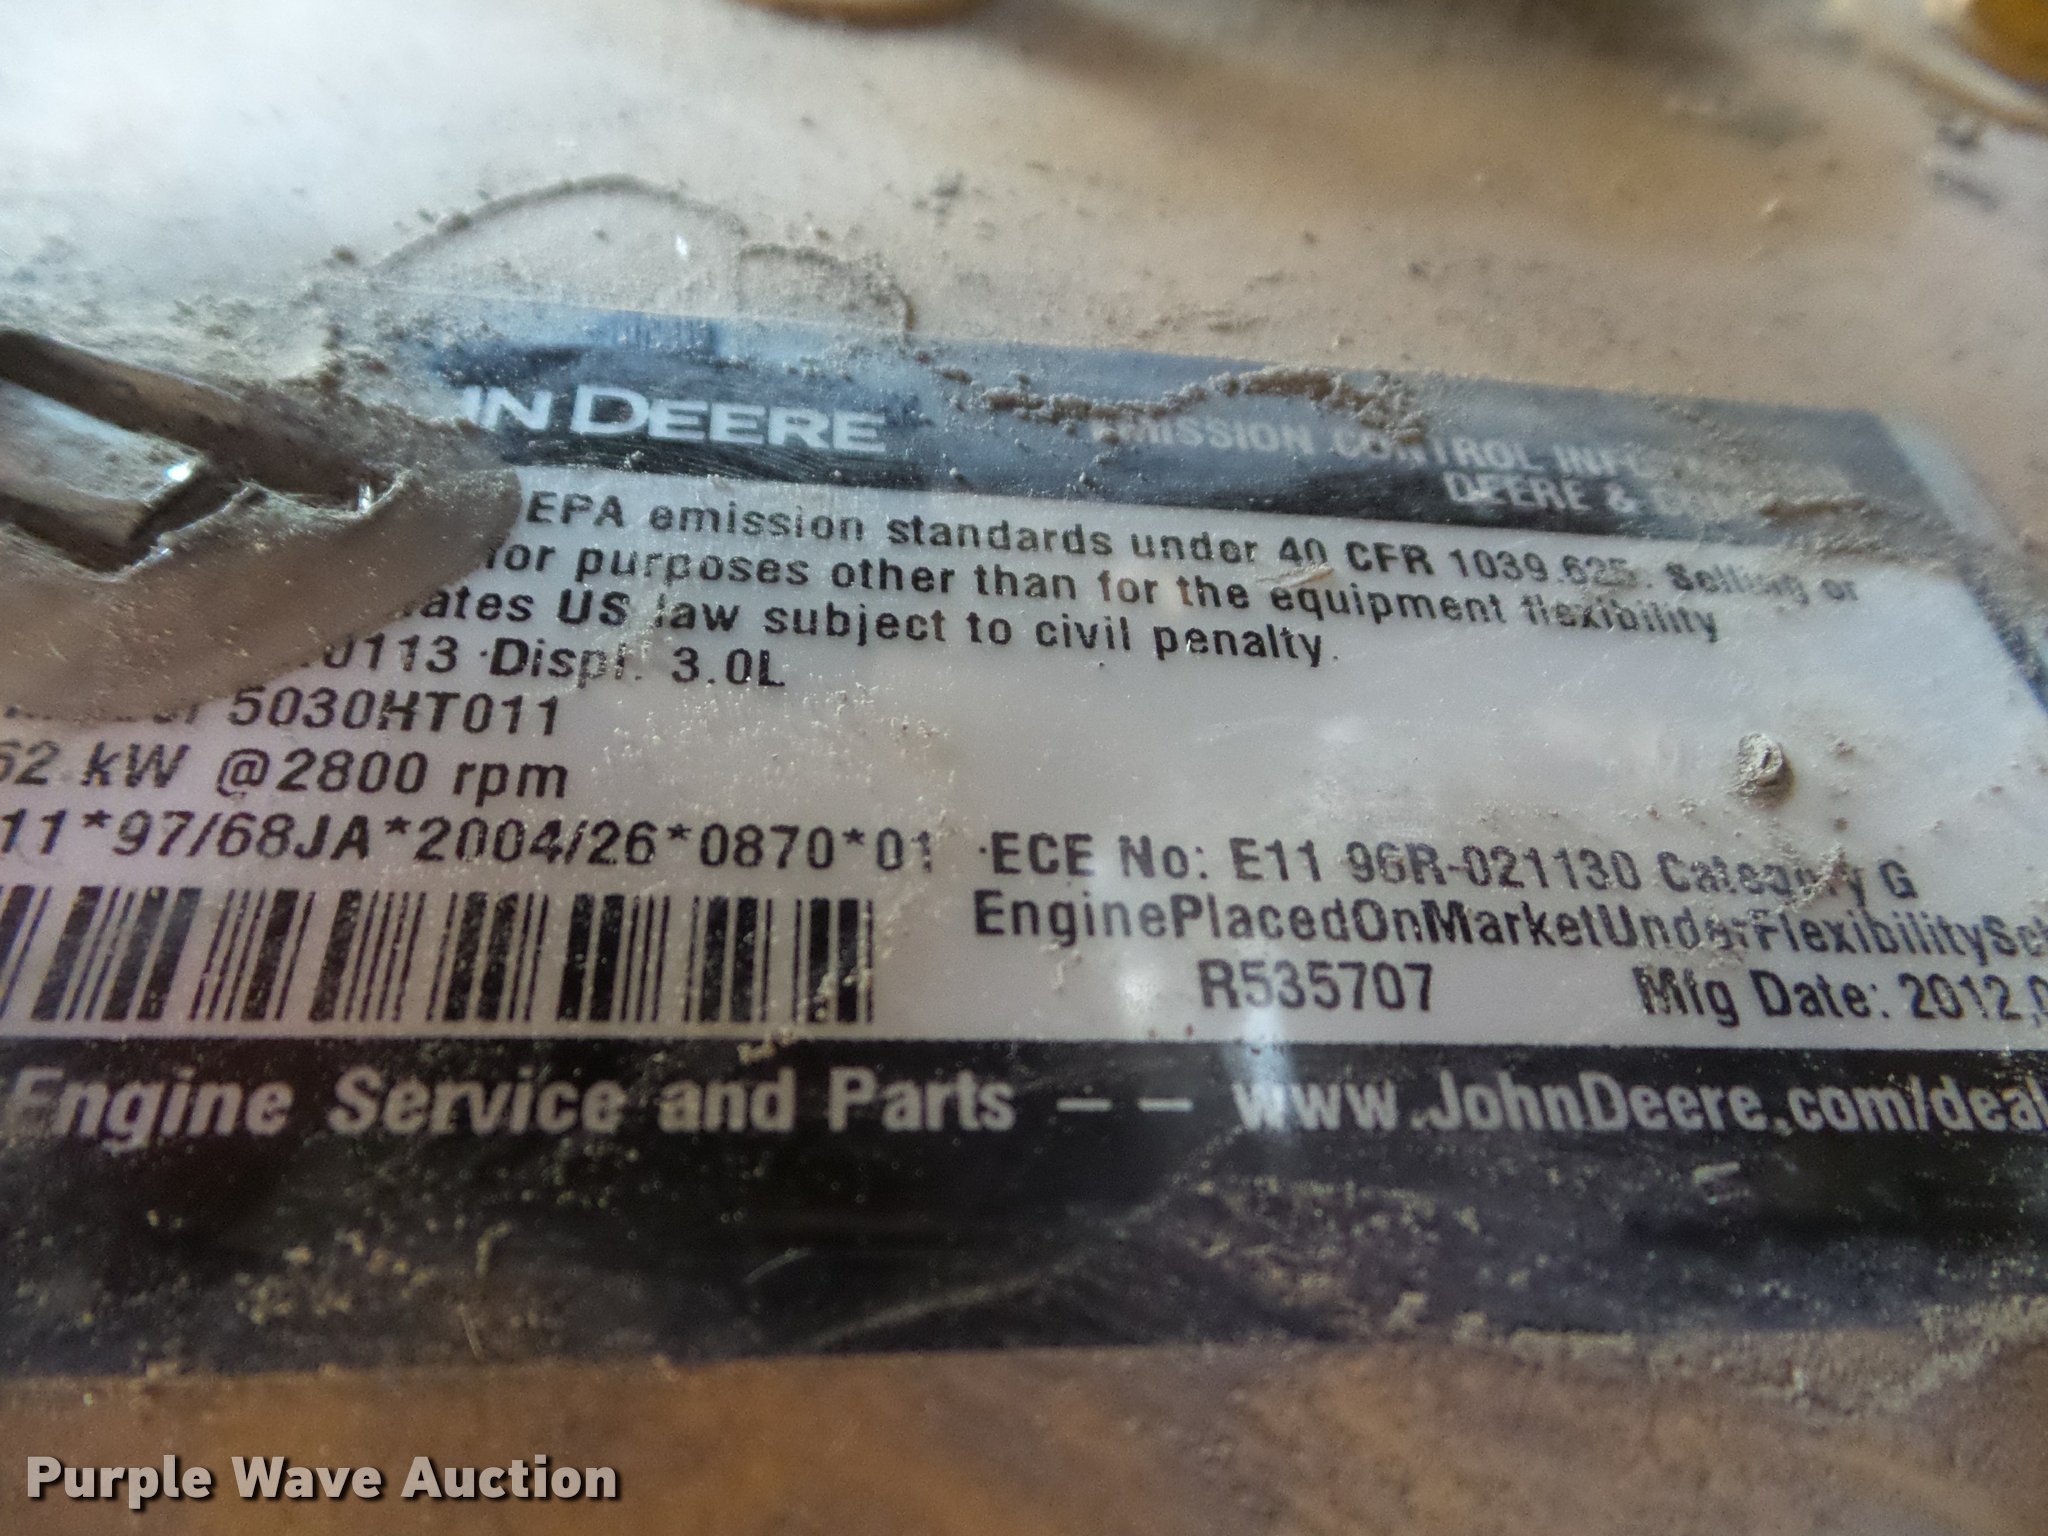 DEERE
EMISSION CONTROL
DEERE &
EPA emission standards under 40 CFR 1039.625. Selling or
for purposes other than for the equipment flexibility
US law subject to civil penalty.
0113 ·Displ. 3.0L
5030HT011
62 kW @2800 rpm
11*97/68JA*2004/26*0870*01 ·ECE No: E11 96R-021130 Category G
EnginePlacedOnMarketUnderFlexibilitySc
R535707 Mfg Date: 2012,0
Engine Service and Parts — — www.JohnDeere.com/deal
Purple Wave Auction